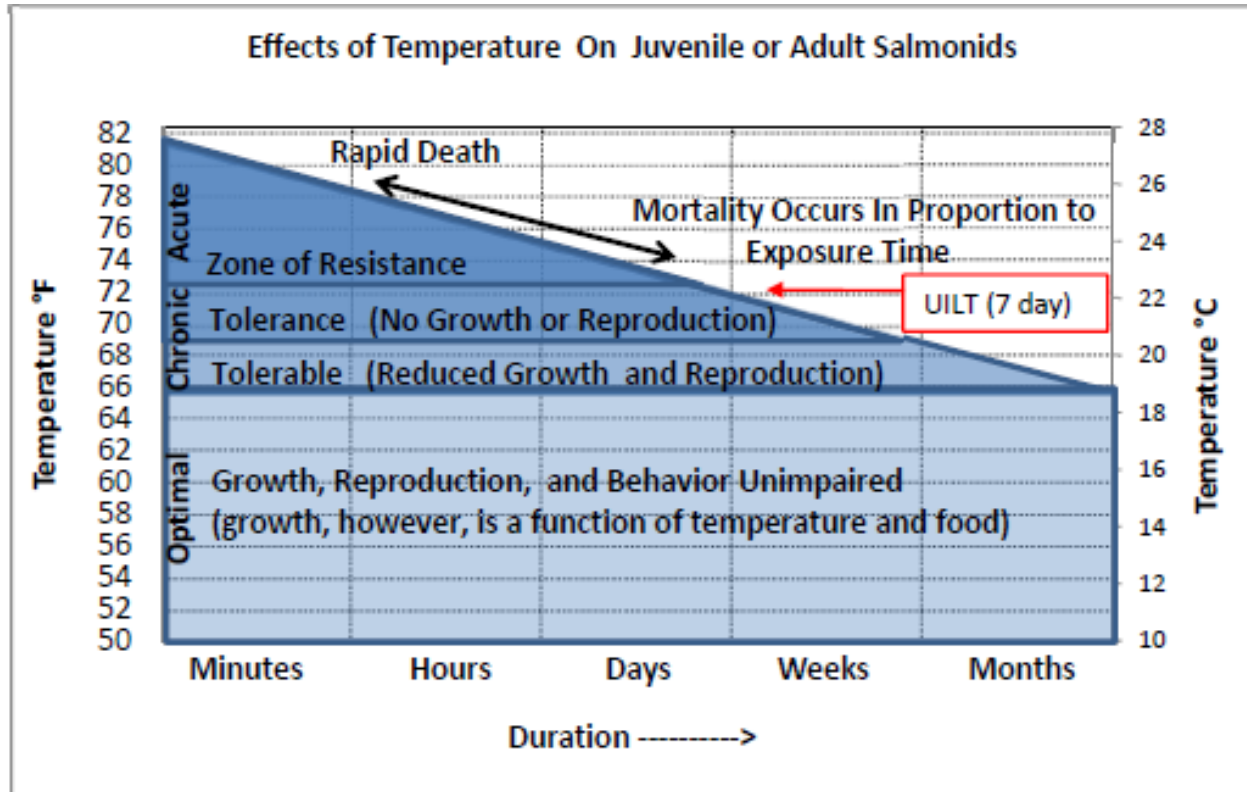 Effects of Temperature On Juvenile or Adult Salmonids
82
80
78
76
74
72
70
68
66
64
62
60
58
56
54
52
50
Temperature °F
Acute
Chronic
Optimal
Rapid Death
Mortality Occurs In Proportion to
Exposure Time
Zone of Resistance
UILT (7 day)
Tolerance (No Growth or Reproduction)
Tolerable (Reduced Growth and Reproduction)
Growth, Reproduction, and Behavior Unimpaired
(growth, however, is a function of temperature and food)
28
26
24
22
20
18
16
14
12
10
Temperature °C
Minutes Hours Days Weeks Months
Duration ---------->